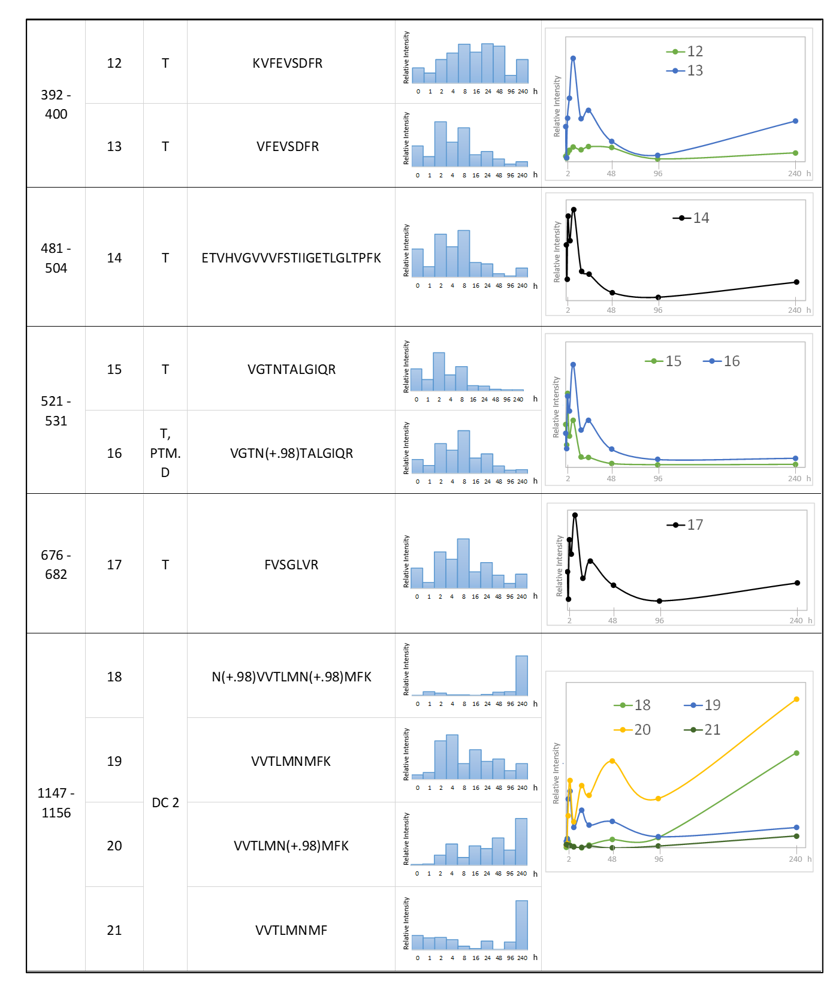 392 -
400
12
T
KVFEVSDFR
Relative Intensity
0 1 2 4 8 16 24 48 96 240 h
13
T
VFEVSDFR
Relative Intensity
0 1 2 4 8 16 24 48 96 240 h
Relative Intensity
12
13
2 48 96 240 h
481 -
504
14
T
ETVHVGVVVFSTIIGETLGLTPFK
Relative Intensity
0 1 2 4 8 16 24 48 96 240 h
Relative Intensity
14
2 48 96 240 h
521 -
531
15
T
VGTNTALGIQR
Relative Intensity
0 1 2 4 8 16 24 48 96 240 h
16
T,
PTM.
D
VGTN(+.98)TALGIQR
Relative Intensity
0 1 2 4 8 16 24 48 96 240 h
Relative Intensity
15 16
2 48 96 240 h
676 -
682
17
T
FVSGLVR
Relative Intensity
0 1 2 4 8 16 24 48 96 240 h
Relative Intensity
17
2 48 96 240 h
1147 -
1156
DC 2
18
N(+.98)VVTLMN(+.98)MFK
Relative Intensity
0 1 2 4 8 16 24 48 96 240 h
19
VVTLMNMFK
Relative Intensity
0 1 2 4 8 16 24 48 96 240 h
20
VVTLMN(+.98)MFK
Relative Intensity
0 1 2 4 8 16 24 48 96 240 h
21
VVTLMNMF
Relative Intensity
0 1 2 4 8 16 24 48 96 240 h
Relative Intensity
18 19
20 21
2 48 96 240 h